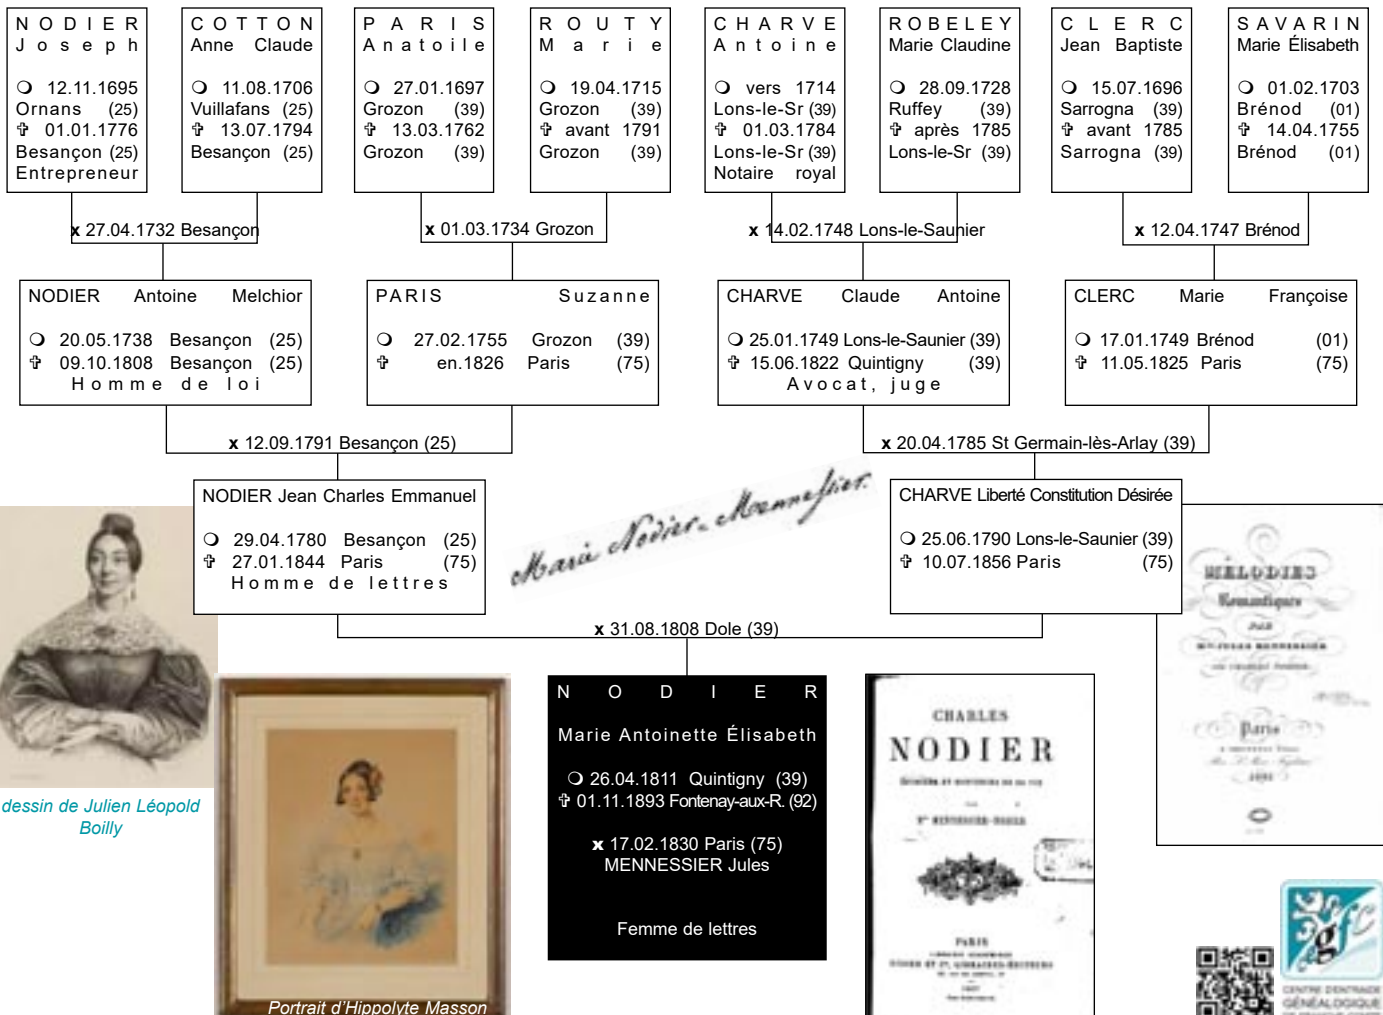 NODIER
Joseph
O 12.11.1695
Ornans (25)
✞ 01.01.1776
Besançon (25)
Entrepreneur
COTTON
Anne Claude
O 11.08.1706
Vuillafans (25)
✞ 13.07.1794
Besançon (25)
PARIS
Anatoile
O 27.01.1697
Grozon (39)
✞ 13.03.1762
Grozon (39)
ROUTY
Marie
O 19.04.1715
Grozon (39)
✞ avant 1791
Grozon (39)
CHARVE
Antoine
O vers 1714
Lons-le-Sr (39)
✞ 01.03.1784
Lons-le-Sr (39)
Notaire royal
ROBELEY
Marie Claudine
O 28.09.1728
Ruffey (39)
✞ après 1785
Lons-le-Sr (39)
CLERC
Jean Baptiste
O 15.07.1696
Sarrogna (39)
✞ avant 1785
Sarrogna (39)
SAVARIN
Marie Élisabeth
O 01.02.1703
Brénod (01)
✞ 14.04.1755
Brénod (01)
x 27.04.1732 Besançon
x 01.03.1734 Grozon
x 14.02.1748 Lons-le-Saunier
x 12.04.1747 Brénod
NODIER Antoine Melchior
O 20.05.1738 Besançon (25)
✞ 09.10.1808 Besançon (25)
Homme de loi
PARIS Suzanne
O 27.02.1755 Grozon (39)
✞ en.1826 Paris (75)
CHARVE Claude Antoine
O 25.01.1749 Lons-le-Saunier (39)
✞ 15.06.1822 Quintigny (39)
Avocat, juge
CLERC Marie Françoise
O 17.01.1749 Brénod (01)
✞ 11.05.1825 Paris (75)
x 12.09.1791 Besançon (25)
x 20.04.1785 St Germain-lès-Arlay (39)
NODIER Jean Charles Emmanuel
O 29.04.1780 Besançon (25)
✞ 27.01.1844 Paris (75)
Homme de lettres
Marie Nodier-Mennessier
CHARVE Liberté Constitution Désirée
O 25.06.1790 Lons-le-Saunier (39)
✞ 10.07.1856 Paris (75)
x 31.08.1808 Dole (39)
NODIER
Marie Antoinette Élisabeth
O 26.04.1811 Quintigny (39)
✞ 01.11.1893 Fontenay-aux-R. (92)
x 17.02.1830 Paris (75)
MENNESSIER Jules
Femme de lettres
dessin de Julien Léopold
Boilly
Portrait d'Hippolyte Masson
CHARLES
NODIER
PARIS
MÉLODIES
Romantiques
PAR
Paris
gfc
CENTRE D'ENTRAIDE
GÉNÉALOGIQUE